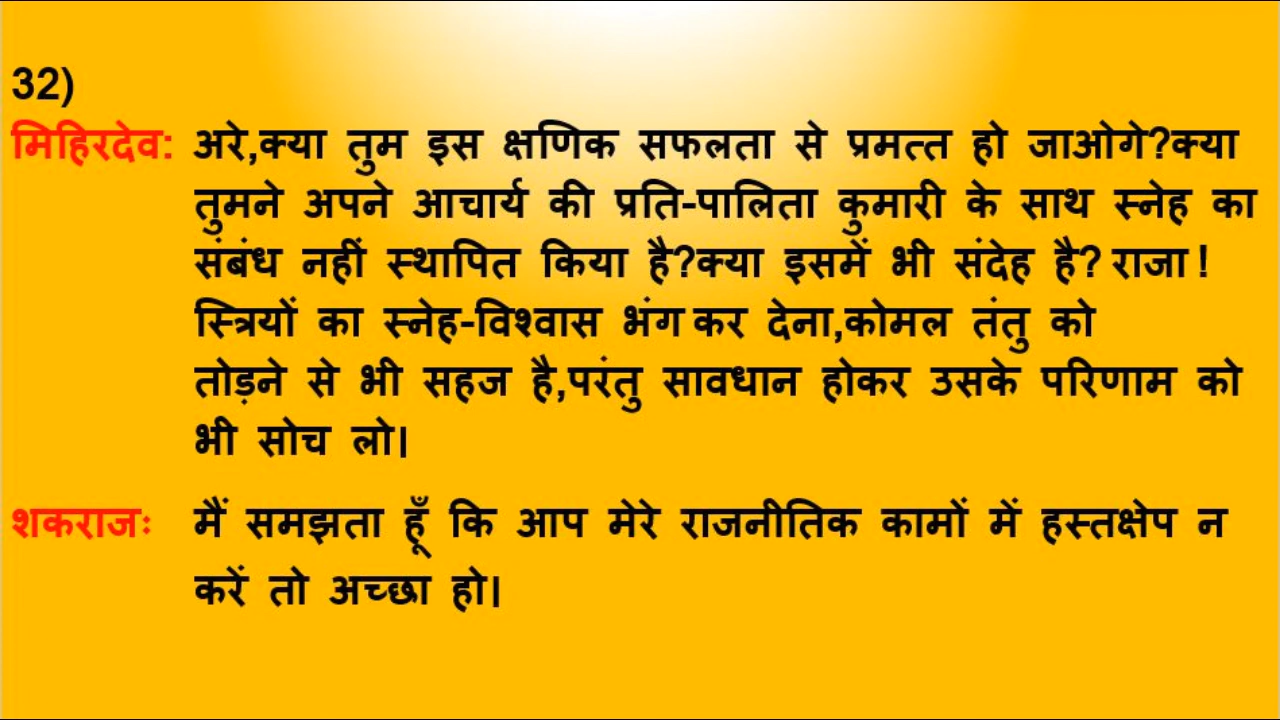 32)
मिहिरदेव: अरे,क्या तुम इस क्षणिक सफलता से प्रमत्त हो जाओगे?क्या
तुमने अपने आचार्य की प्रति-पालिता कुमारी के साथ स्नेह का
संबंध नहीं स्थापित किया है?क्या इसमें भी संदेह है? राजा !
स्त्रियों का स्नेह-विश्वास भंग कर देना,कोमल तंतु को
तोड़ने से भी सहज है,परंतु सावधान होकर उसके परिणाम को
भी सोच लो।
शकराजः मैं समझता हूँ कि आप मेरे राजनीतिक कामों में हस्तक्षेप न
करें तो अच्छा हो।